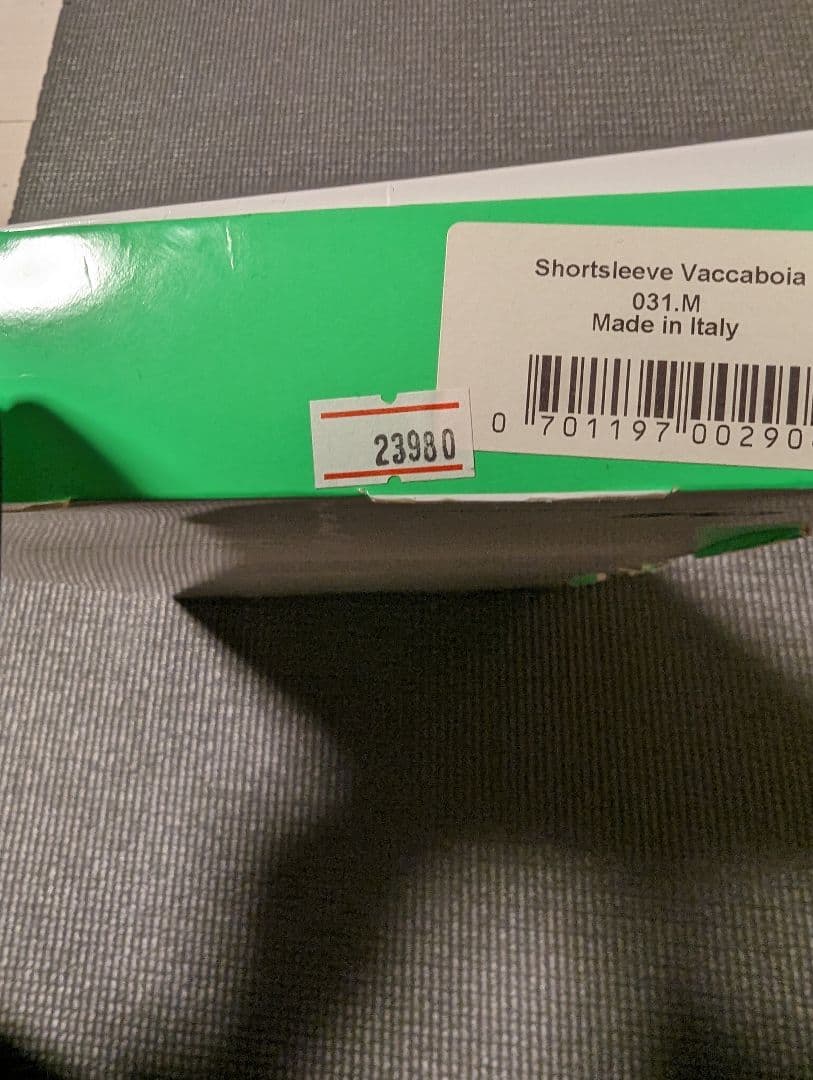 Shortsleeve Vaccaboia
031.M
Made in Italy
0 701197 00290
23980